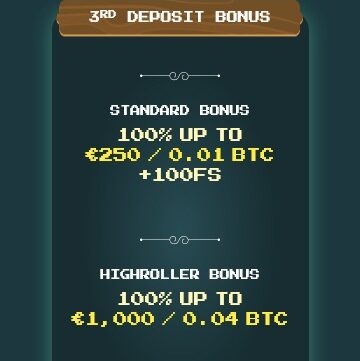 3RD DEPOSIT BONUS
STANDARD BONUS
100% UP TO
€250 / 0.01 BTC
+100FS
HIGHROLLER BONUS
100% UP TO
€1,000 / 0.04 BTC